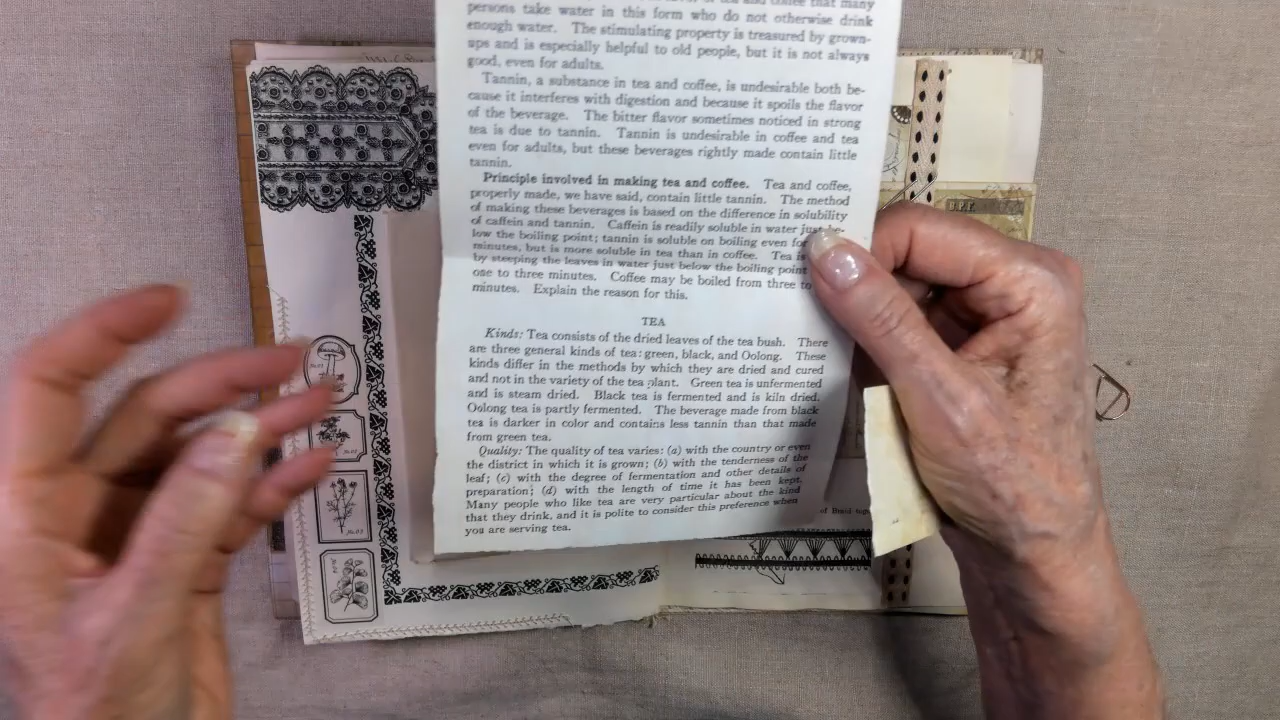 tea and coffee that many
persons take water in this form who do not otherwise drink
enough water. The stimulating property is treasured by grown-
ups and is especially helpful to old people, but it is not always
good, even for adults.
Tannin, a substance in tea and coffee, is undesirable both be-
cause it interferes with digestion and because it spoils the flavor
of the beverage. The bitter flavor sometimes noticed in strong
tea is due to tannin. Tannin is undesirable in coffee and tea
even for adults, but these beverages rightly made contain little
tannin.
Principle involved in making tea and coffee. Tea and coffee,
properly made, we have said, contain little tannin. The method
of making these beverages is based on the difference in solubility
of caffein and tannin. Caffein is readily soluble in water just be-
low the boiling point; tannin is soluble on boiling even for
minutes, but is more soluble in tea than in coffee. Tea is
by steeping the leaves in water just below the boiling point
one to three minutes. Coffee may be boiled from three to
minutes. Explain the reason for this.
TEA
Kinds: Tea consists of the dried leaves of the tea bush. There
are three general kinds of tea: green, black, and Oolong. These
kinds differ in the methods by which they are dried and cured
and not in the variety of the tea plant. Green tea is unfermented
and is steam dried. Black tea is fermented and is kiln dried.
Oolong tea is partly fermented. The beverage made from black
tea is darker in color and contains less tannin than that made
from green tea.
Quality: The quality of tea varies: (a) with the country or even
the district in which it is grown; (b) with the tenderness of the
leaf; (c) with the degree of fermentation and other details of
preparation; (d) with the length of time it has been kept.
Many people who like tea are very particular about the kind
that they drink, and it is polite to consider this preference when
you are serving tea.
of Braid